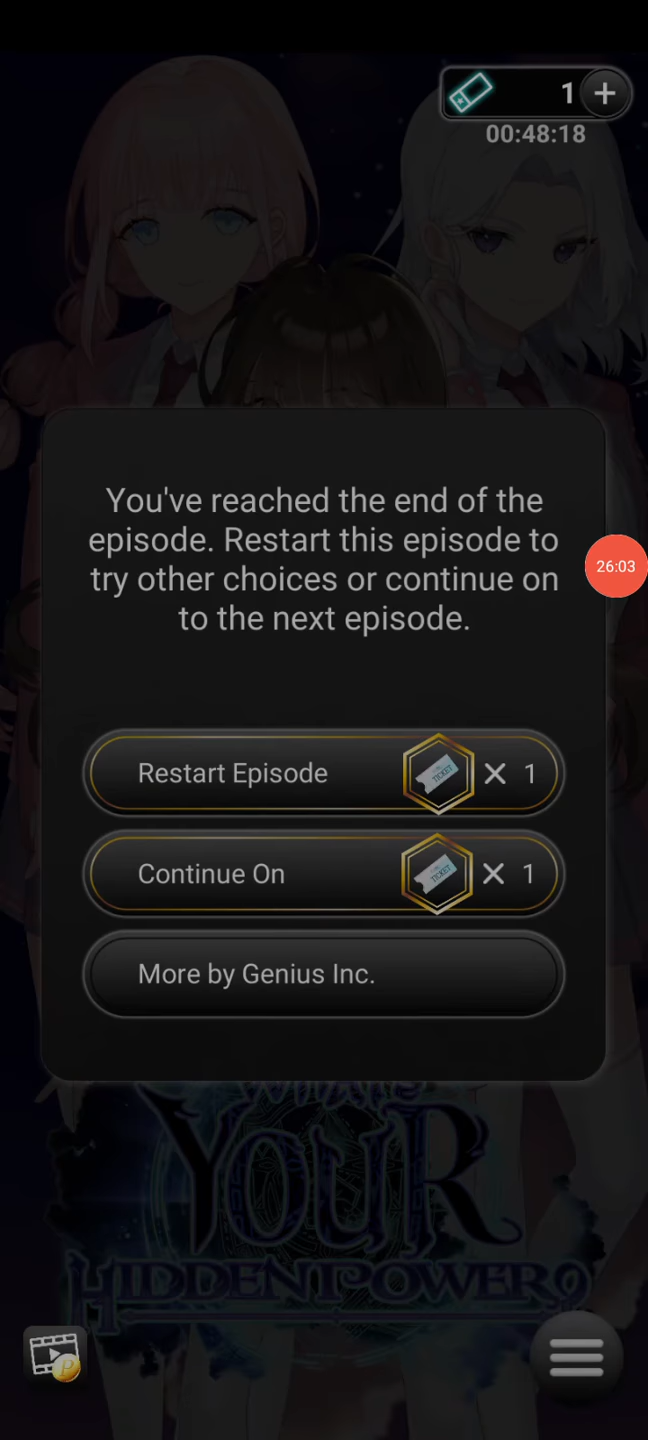 1
00:48:18
You've reached the end of the
episode. Restart this episode to
try other choices or continue on
to the next episode.
26:03
Restart Episode TICKET × 1
Continue On TICKET × 1
More by Genius Inc.
WHAT'S
YOUR
HIDDEN POWER?